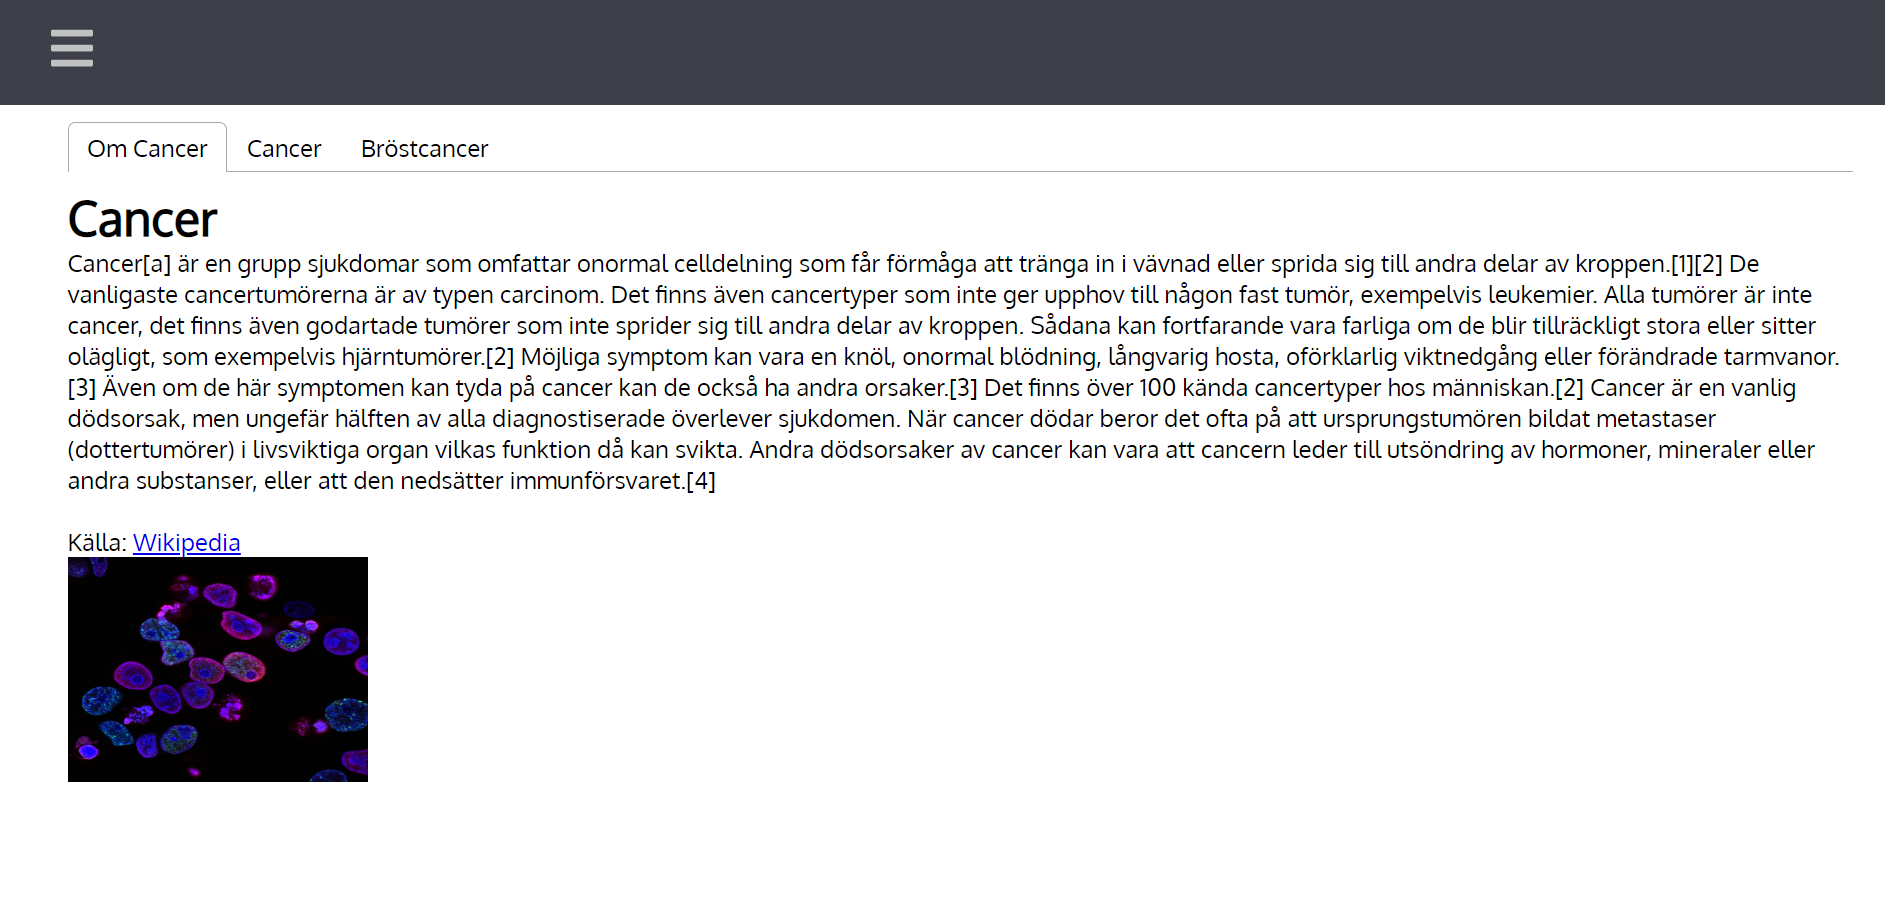 Om Cancer Cancer Bröstcancer
Cancer
Cancer[a] är en grupp sjukdomar som omfattar onormal celldelning som får förmåga att tränga in i vävnad eller sprida sig till andra delar av kroppen.[1][2] De
vanligaste cancertumörerna är av typen carcinom. Det finns även cancertyper som inte ger upphov till någon fast tumör, exempelvis leukemier. Alla tumörer är inte
cancer, det finns även godartade tumörer som inte sprider sig till andra delar av kroppen. Sådana kan fortfarande vara farliga om de blir tillräckligt stora eller sitter
olägligt, som exempelvis hjärntumörer.[2] Möjliga symptom kan vara en knöl, onormal blödning, långvarig hosta, oförklarlig viktnedgång eller förändrade tarmvanor.
[3] Även om de här symptomen kan tyda på cancer kan de också ha andra orsaker.[3] Det finns över 100 kända cancertyper hos människan.[2] Cancer är en vanlig
dödsorsak, men ungefär hälften av alla diagnostiserade överlever sjukdomen. När cancer dödar beror det ofta på att ursprungstumören bildat metastaser
(dottertumörer) i livsviktiga organ vilkas funktion då kan svikta. Andra dödsorsaker av cancer kan vara att cancern leder till utsöndring av hormoner, mineraler eller
andra substanser, eller att den nedsätter immunförsvaret.[4]
Källa: Wikipedia